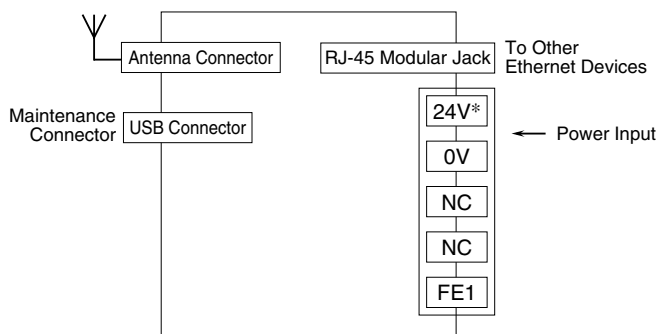 Antenna Connector
RJ-45 Modular Jack
To Other
Ethernet Devices
Maintenance
Connector
USB Connector
24V*
Power Input
0V
NC
NC
FE1